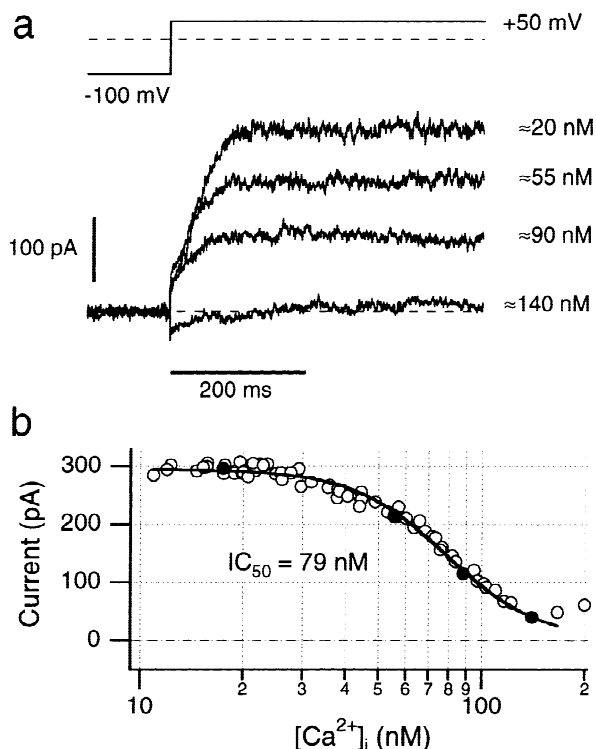 a
+50 mV
-100 mV
≈20 nM
≈55 nM
≈90 nM
100 pA
≈140 nM
200 ms
b
300
200
100
0
Current (pA)
IC50 = 79 nM
10 2 3 4 5 6 7 8 9 100 2
[Ca2+]i (nM)